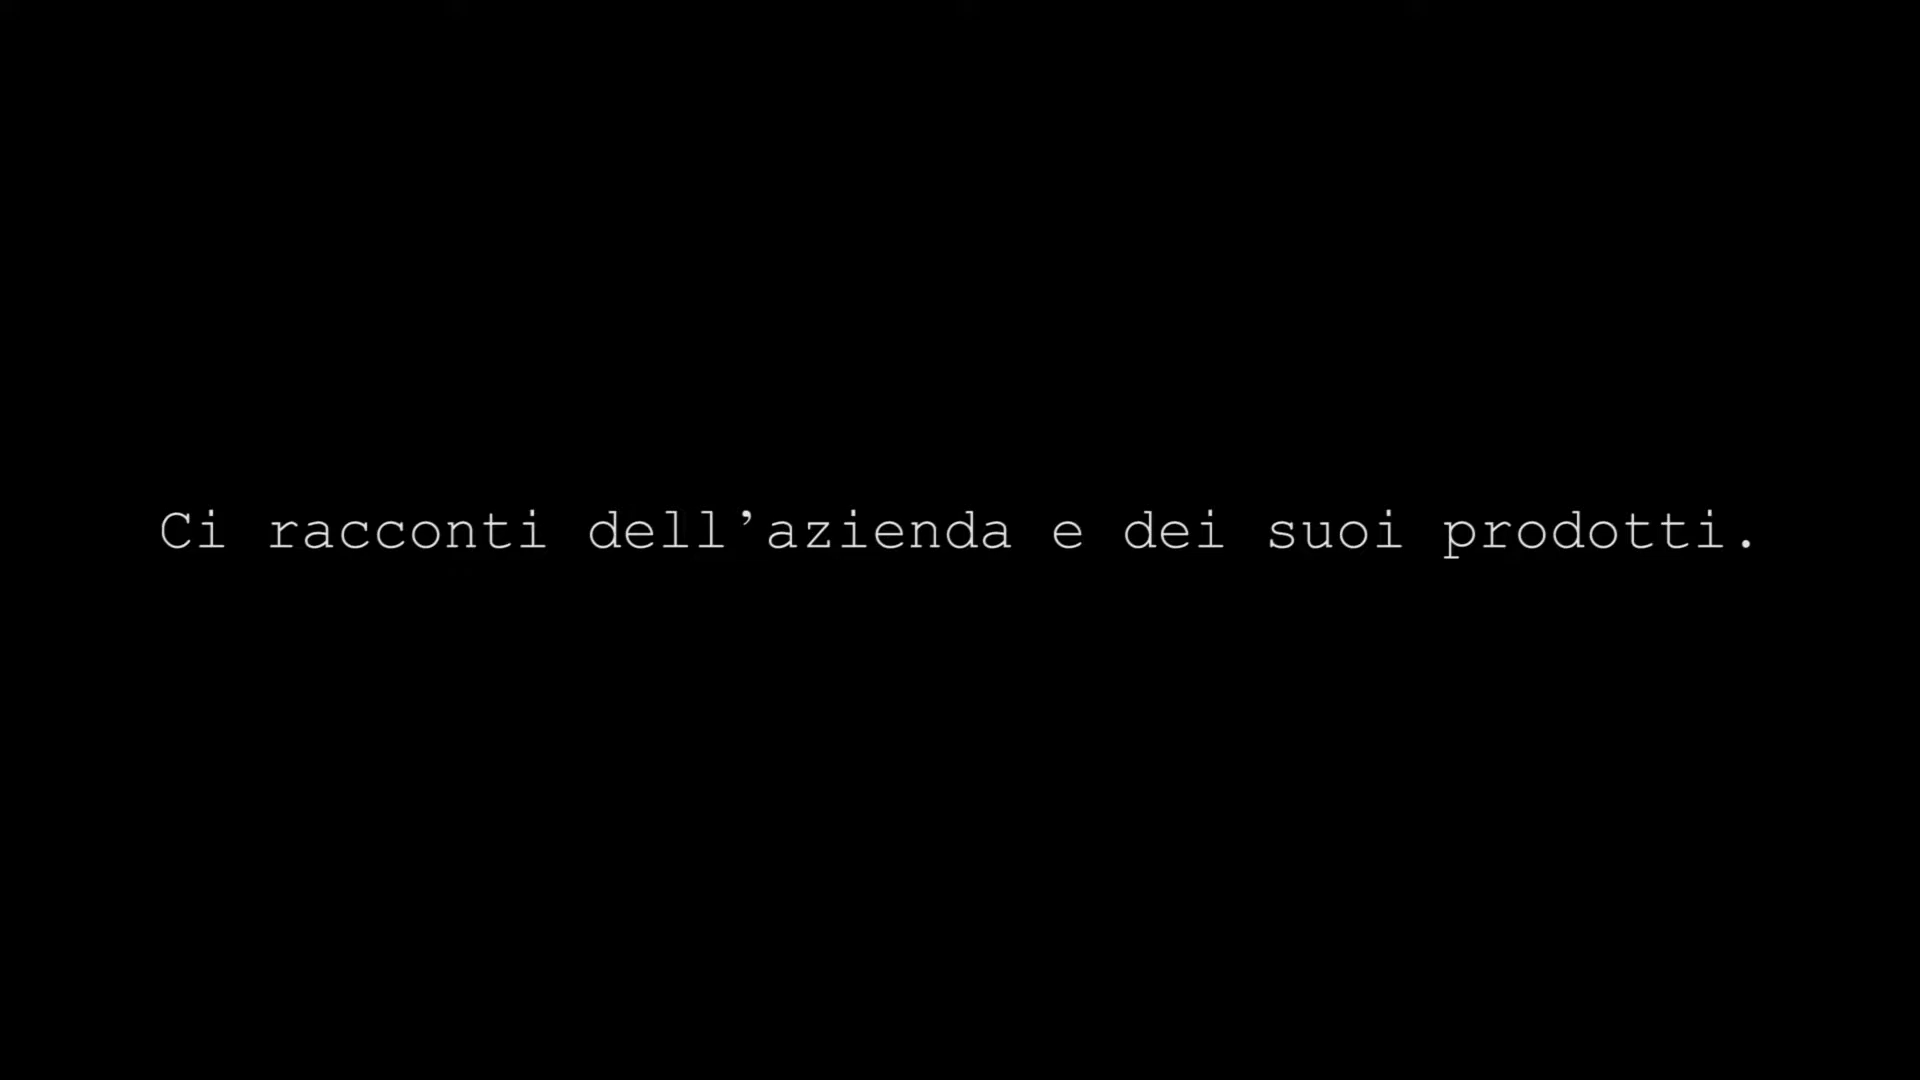 Ci racconti dell’azienda e dei suoi prodotti.